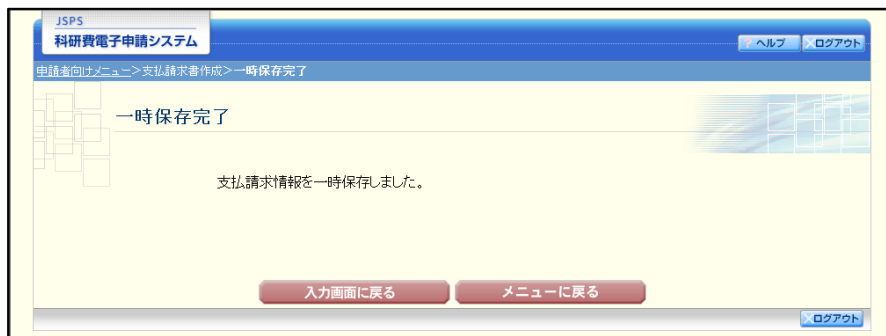 JSPS
科研費電子申請システム
ヘルプ ログアウト
申請者向けメニュー>支払請求書作成>一時保存完了
一時保存完了
支払請求情報を一時保存しました。
入力画面に戻る メニューに戻る
ログアウト